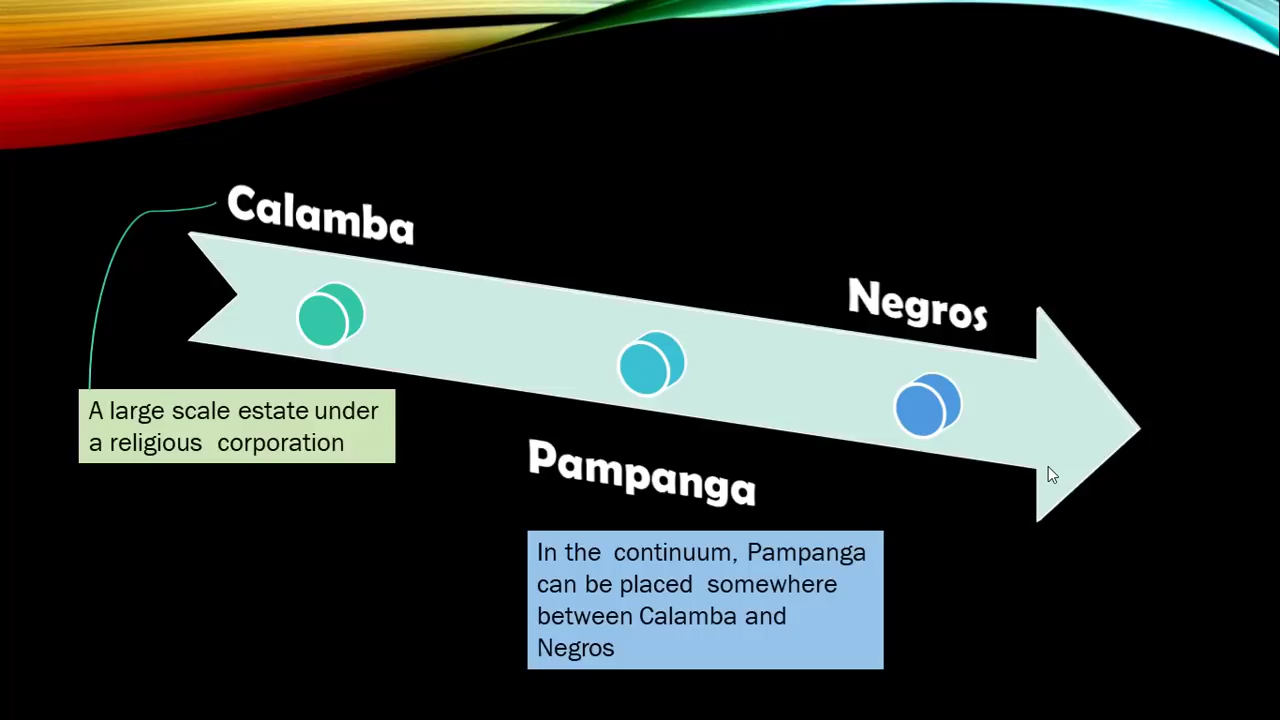 Calamba
Negros
A large scale estate under
a religious corporation
Pampanga
In the continuum, Pampanga
can be placed somewhere
between Calamba and
Negros